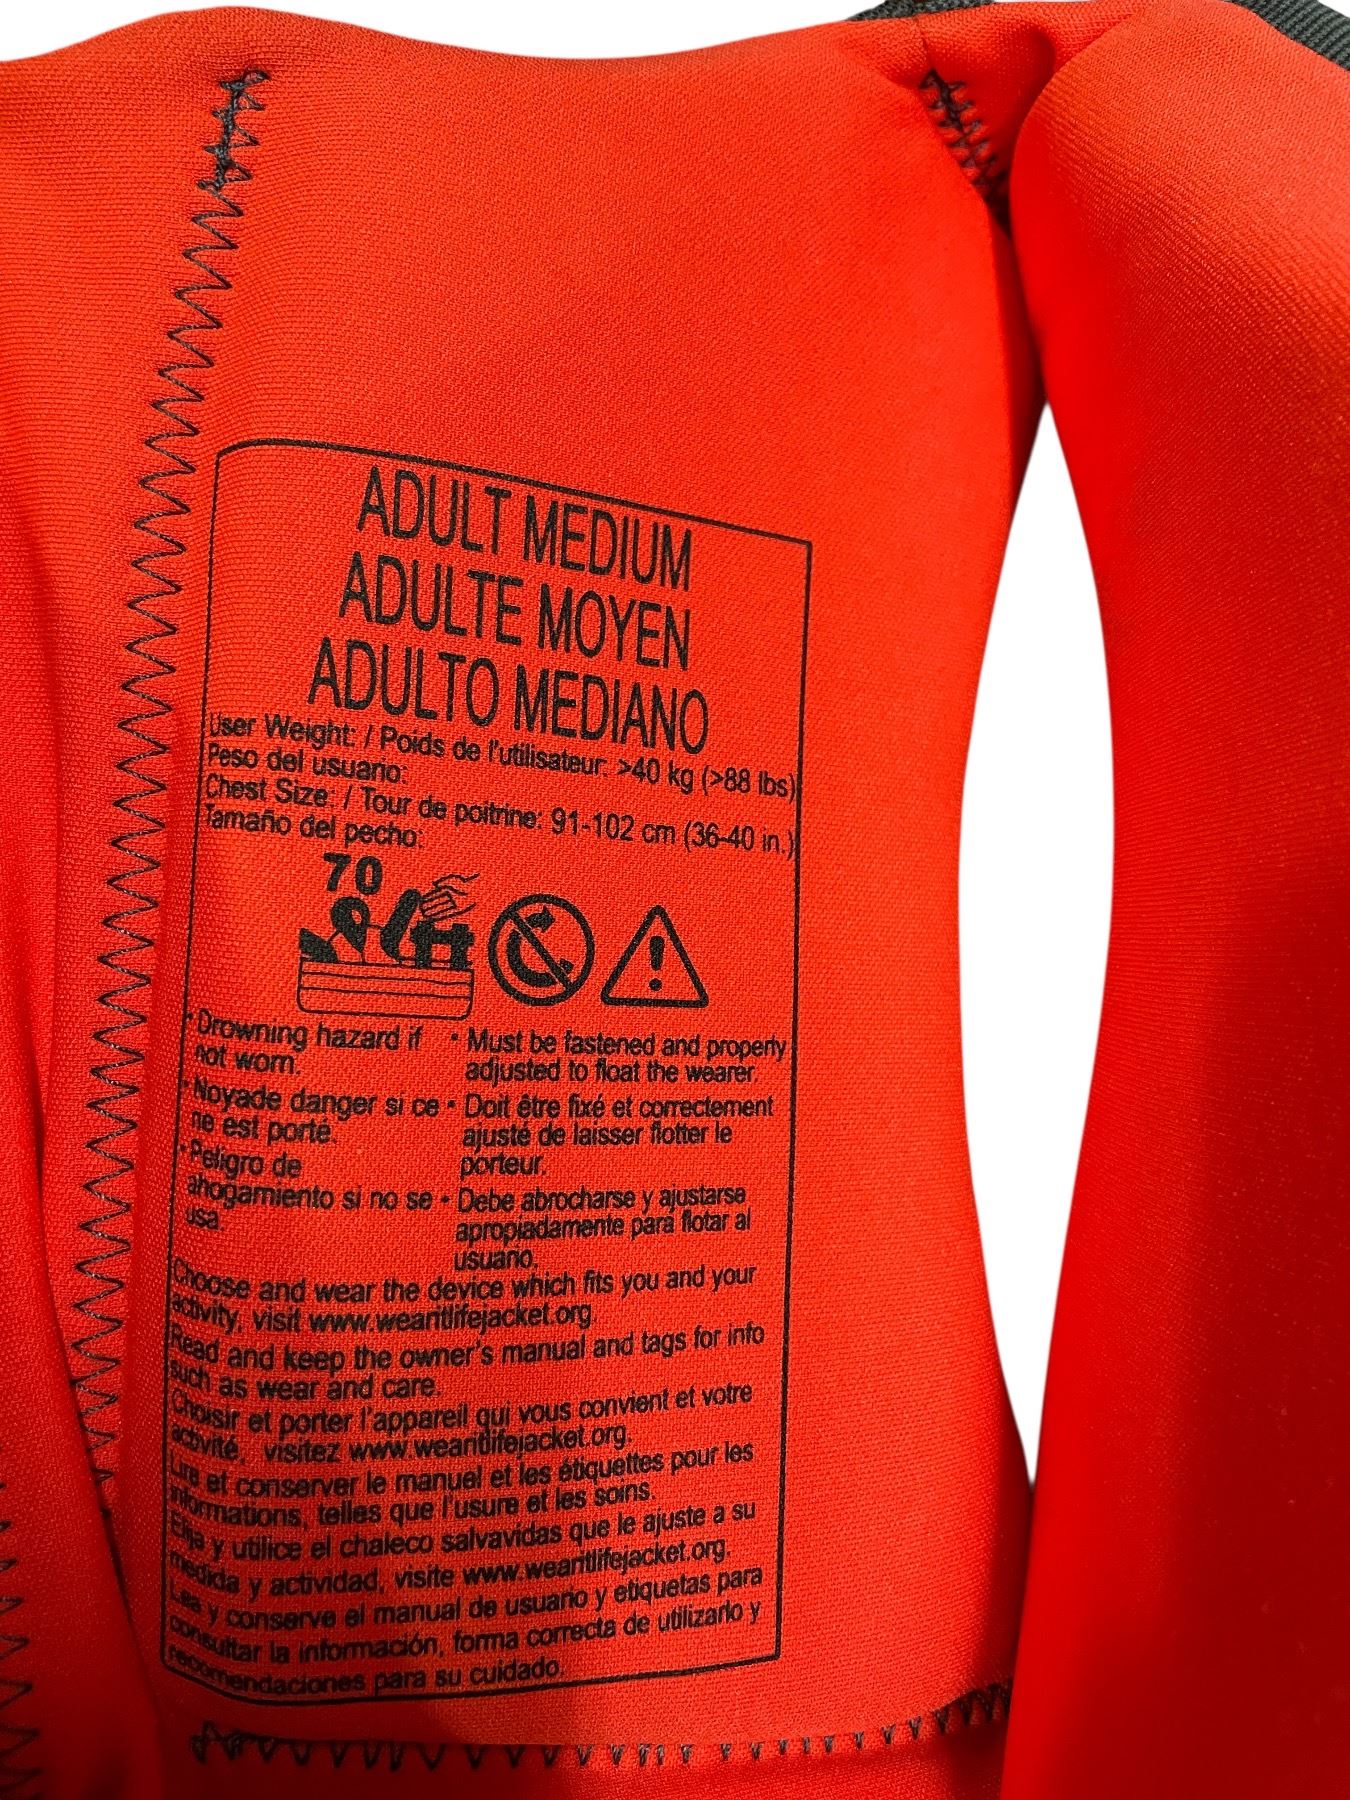 ADULT MEDIUM
ADULTE MOYEN
ADULTO MEDIANO
User Weight: / Poids de l'utilisateur: >40 kg (>88 lbs)
Peso del usuario:
Chest Size: / Tour de poitrine: 91-102 cm (36-40 in.)
Tamaño del pecho:
70
• Drowning hazard if
not worn.
• Noyade danger si ce
ne est porté.
• Peligro de
ahogamiento si no se
usa.
• Must be fastened and properly
adjusted to float the wearer.
• Doit être fixé et correctement
ajusté de laisser flotter le
porteur.
• Debe abrocharse y ajustarse
apropiadamente para flotar al
usuario.
Choose and wear the device which fits you and your
activity, visit www.wearitlifejacket.org
Read and keep the owner's manual and tags for info
such as wear and care.
Choisir et porter l'appareil qui vous convient et votre
activité, visitez www.wearitlifejacket.org.
Lire et conserver le manuel et les étiquettes pour les
informations, telles que l'usure et les soins.
Elija y utilice el chaleco salvavidas que le ajuste a su
medida y actividad, visite www.wearitlifejacket.org.
Lea y conserve el manual de usuario y etiquetas para
consultar la información, forma correcta de utilizarlo y
recomendaciones para su cuidado.